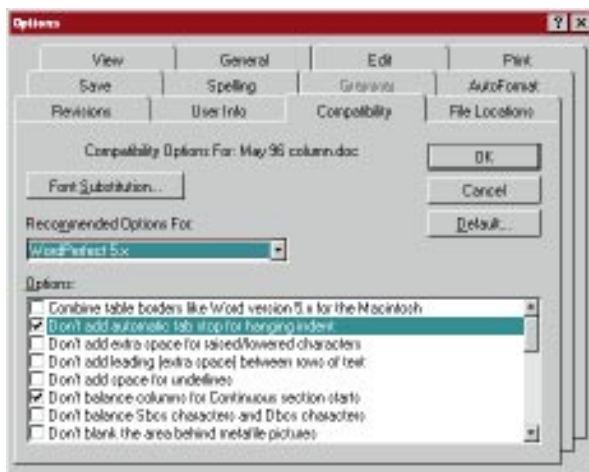 Options
View General Edit Print
Save Spelling Grammar AutoFormat
Revisions User Info Compatibility File Locations
Compatibility Options For: May 96 column.doc
OK
Font Substitution...
Cancel
Recommended Options For:
Default...
WordPerfect 5.x
Options:
Combine table borders like Word version 5.x for the Macintosh
Don't add automatic tab stop for hanging indent
Don't add extra space for raised/lowered characters
Don't add leading (extra space) between rows of text
Don't add space for underlines
Don't balance columns for Continuous section starts
Don't balance Sbcs characters and Dbcs characters
Don't blank the area behind metafile pictures